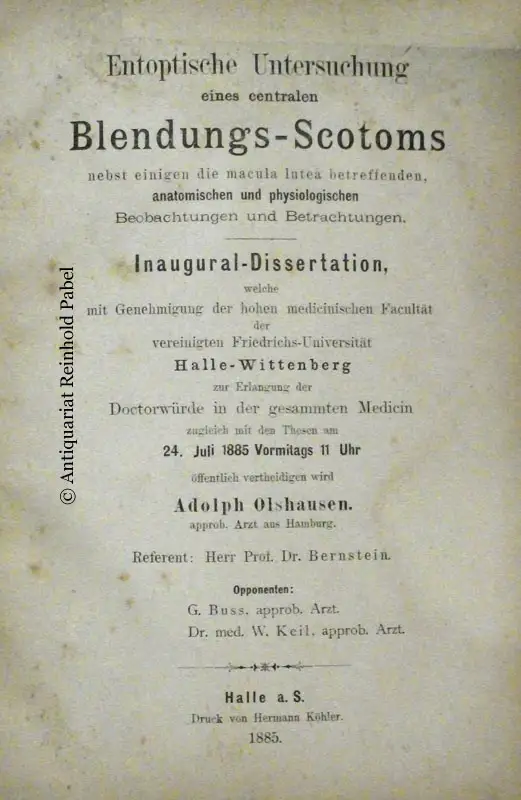 Entoptische Untersuchung
eines centralen
Blendungs-Scotoms
nebst einigen die macula lutea betreffenden,
anatomischen und physiologischen
Beobachtungen und Betrachtungen.
Inaugural-Dissertation,
welche
mit Genehmigung der hohen medicinischen Facultät
der
vereinigten Friedrichs-Universität
Halle-Wittenberg
zur Erlangung der
Doctorwürde in der gesammten Medicin
zugleich mit den Thesen am
24. Juli 1885 Vormitags 11 Uhr
öffentlich vertheidigen wird
Adolph Olshausen.
approb. Arzt aus Hamburg.
Referent: Herr Prof. Dr. Bernstein.
Opponenten:
G. Buss, approb. Arzt.
Dr. med. W. Keil, approb. Arzt.
Halle a. S.
Druck von Hermann Köhler.
1885.
© Antiquariat Reinhold Pabel